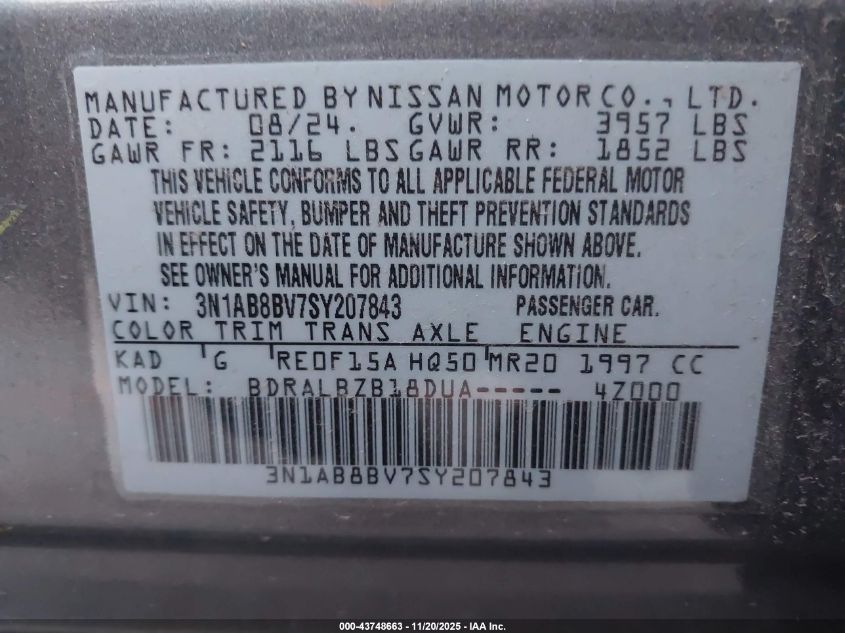 MANUFACTURED BY NISSAN MOTOR CO., LTD.
DATE: 08/24. GVWR: 3957 LBS
GAWR FR: 2116 LBS GAWR RR: 1852 LBS
THIS VEHICLE CONFORMS TO ALL APPLICABLE FEDERAL MOTOR
VEHICLE SAFETY, BUMPER AND THEFT PREVENTION STANDARDS
IN EFFECT ON THE DATE OF MANUFACTURE SHOWN ABOVE.
SEE OWNER'S MANUAL FOR ADDITIONAL INFORMATION.
VIN: 3N1AB8BV7SY207843 PASSENGER CAR.
COLOR TRIM TRANS AXLE ENGINE
KAD G RE0F15A HQ50 MR20 1997 CC
MODEL: BDRALBZB18DUA----- 4Z000
3N1AB8BV7SY207843
000-43748663 - 11/20/2025 - IAA Inc.